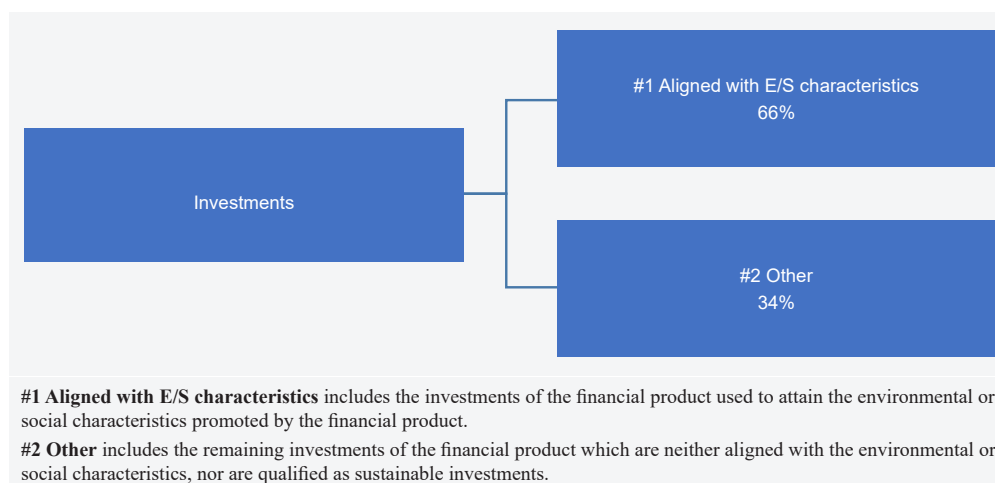 #1 Aligned with E/S characteristics
66%
Investments
#2 Other
34%
#1 Aligned with E/S characteristics includes the investments of the financial product used to attain the environmental or
social characteristics promoted by the financial product.
#2 Other includes the remaining investments of the financial product which are neither aligned with the environmental or
social characteristics, nor are qualified as sustainable investments.